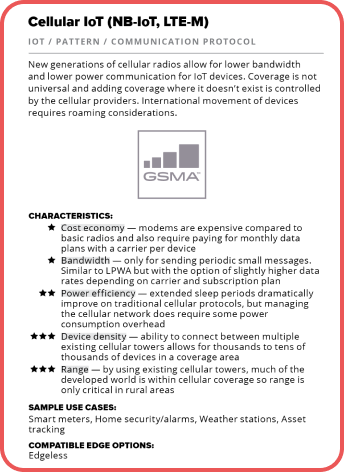 Cellular IoT (NB-IoT, LTE-M)
IOT / PATTERN / COMMUNICATION PROTOCOL
New generations of cellular radios allow for lower bandwidth
and lower power communication for IoT devices. Coverage is not
universal and adding coverage where it doesn't exist is controlled
by the cellular providers. International movement of devices
requires roaming considerations.
GSMA
CHARACTERISTICS:
★ Cost economy — modems are expensive compared to
basic radios and also require paying for monthly data
plans with a carrier per device
★ Bandwidth — only for sending periodic small messages.
Similar to LPWA but with the option of slightly higher data
rates depending on carrier and subscription plan
★★ Power efficiency — extended sleep periods dramatically
improve on traditional cellular protocols, but managing
the cellular network does require some power
consumption overhead
★★★ Device density — ability to connect between multiple
existing cellular towers allows for thousands to tens of
thousands of devices in a coverage area
★★★ Range — by using existing cellular towers, much of the
developed world is within cellular coverage so range is
only critical in rural areas
SAMPLE USE CASES:
Smart meters, Home security/alarms, Weather stations, Asset
tracking
COMPATIBLE EDGE OPTIONS:
Edgeless